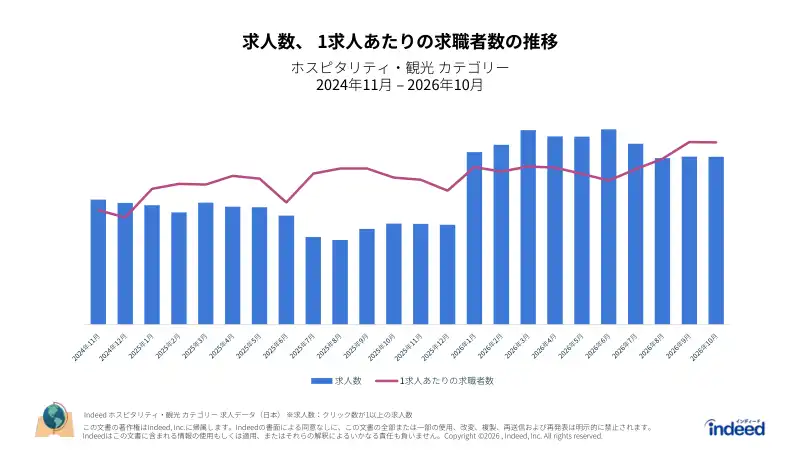 求人数、 1求人あたりの求職者数の推移
ホスピタリティ・観光 カテゴリー
2024年11月 – 2026年10月
2024年11月
2024年12月
2025年1月
2025年2月
2025年3月
2025年4月
2025年5月
2025年6月
2025年7月
2025年8月
2025年9月
2025年10月
2025年11月
2025年12月
2026年1月
2026年2月
2026年3月
2026年4月
2026年5月
2026年6月
2026年7月
2026年8月
2026年9月
2026年10月
求人数
1求人あたりの求職者数
Indeed ホスピタリティ・観光 カテゴリー 求人データ（日本） ※求人数：クリック数が1以上の求人数
この文書の著作権はIndeed, Inc.に帰属します。Indeedの書面による同意なしに、この文書の全部または一部の使用、改変、複製、再送信および再発表は明示的に禁止されます。
Indeedはこの文書に含まれる情報の使用もしくは適用、またはそれらの解釈によるいかなる責任も負いません。Copyright ©2026 , Indeed, Inc. All rights reserved.
インディード
indeed